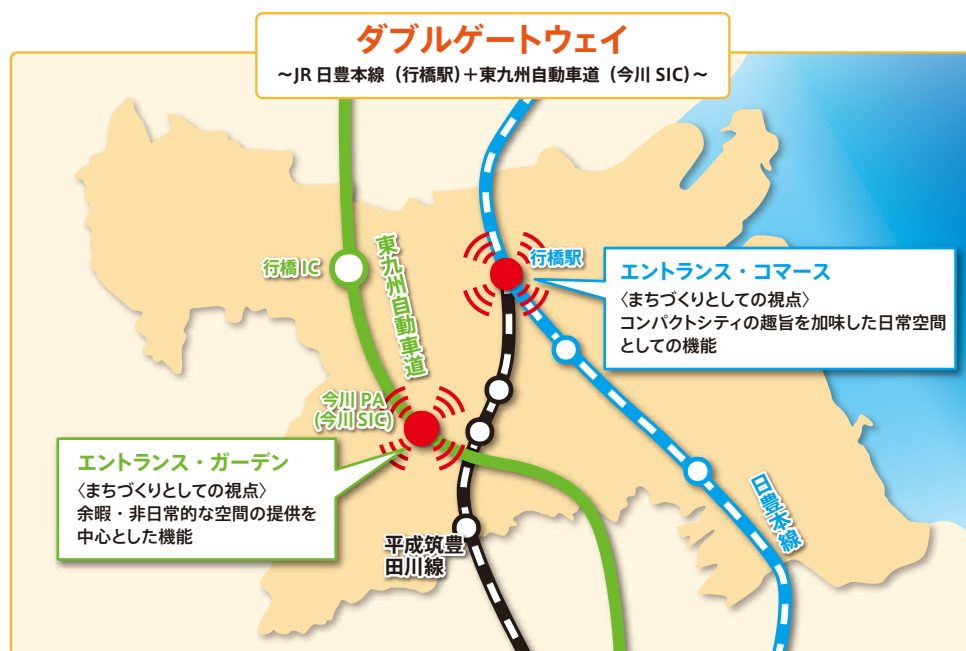 ダブルゲートウェイ
~JR 日豊本線（行橋駅）＋東九州自動車道（今川 SIC）~
行橋 IC
東九州自動車道
行橋駅
エントランス・コマース
〈まちづくりとしての視点〉
コンパクトシティの趣旨を加味した日常空間
としての機能
今川 PA
(今川 SIC)
エントランス・ガーデン
〈まちづくりとしての視点〉
余暇・非日常的な空間の提供を
中心とした機能
平成筑豊
田川線
日豊本線